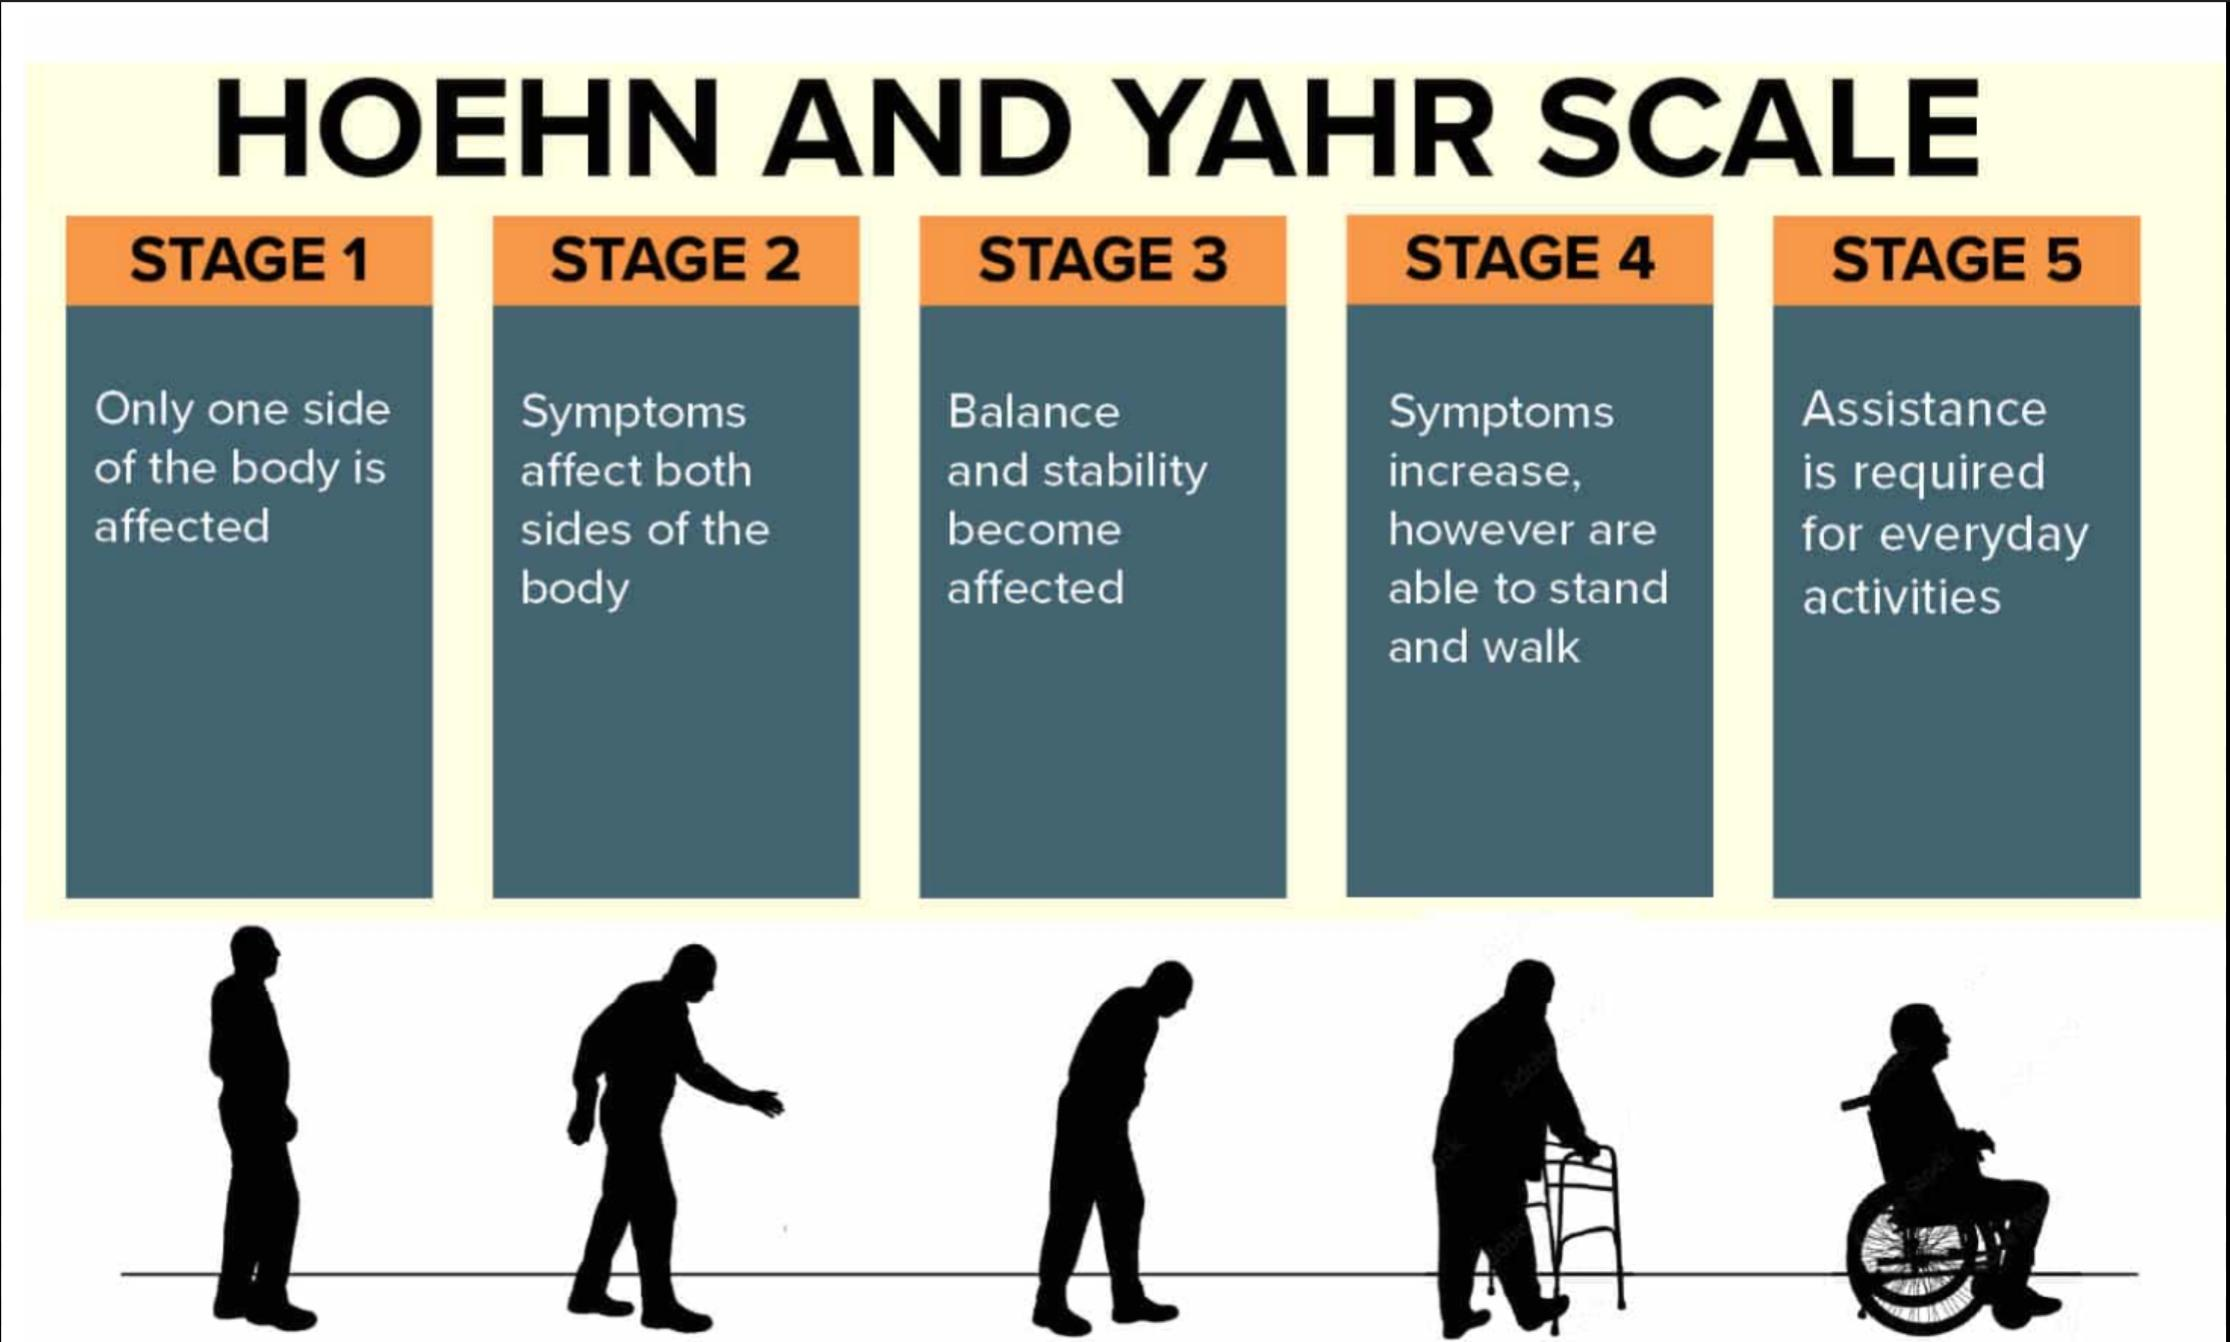 HOEHN AND YAHR SCALE
STAGE 1
Only one side
of the body is
affected
STAGE 2
Symptoms
affect both
sides of the
body
STAGE 3
Balance
and stability
become
affected
STAGE 4
Symptoms
increase,
however are
able to stand
and walk
STAGE 5
Assistance
is required
for everyday
activities